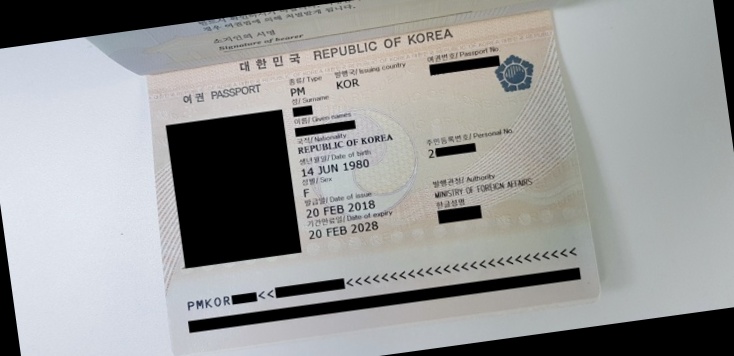 소지인의 서명
Signature of bearer
대한민국 REPUBLIC OF KOREA
여권 PASSPORT
종류/ Type 발행국/ Issuing country 여권번호/ Passport No.
PM KOR
성/ Surname
이름/ Given names
국적/ Nationality
REPUBLIC OF KOREA
생년월일/ Date of birth 주민등록번호/ Personal No.
14 JUN 1980 2
성별/ Sex
F
발급일/ Date of issue 발행관청/ Authority
20 FEB 2018 MINISTRY OF FOREIGN AFFAIRS
기간만료일/ Date of expiry 한글성명
20 FEB 2028
PMKOR <<
<<<<<<<<<<<<<<<<<<<<<<<<<<